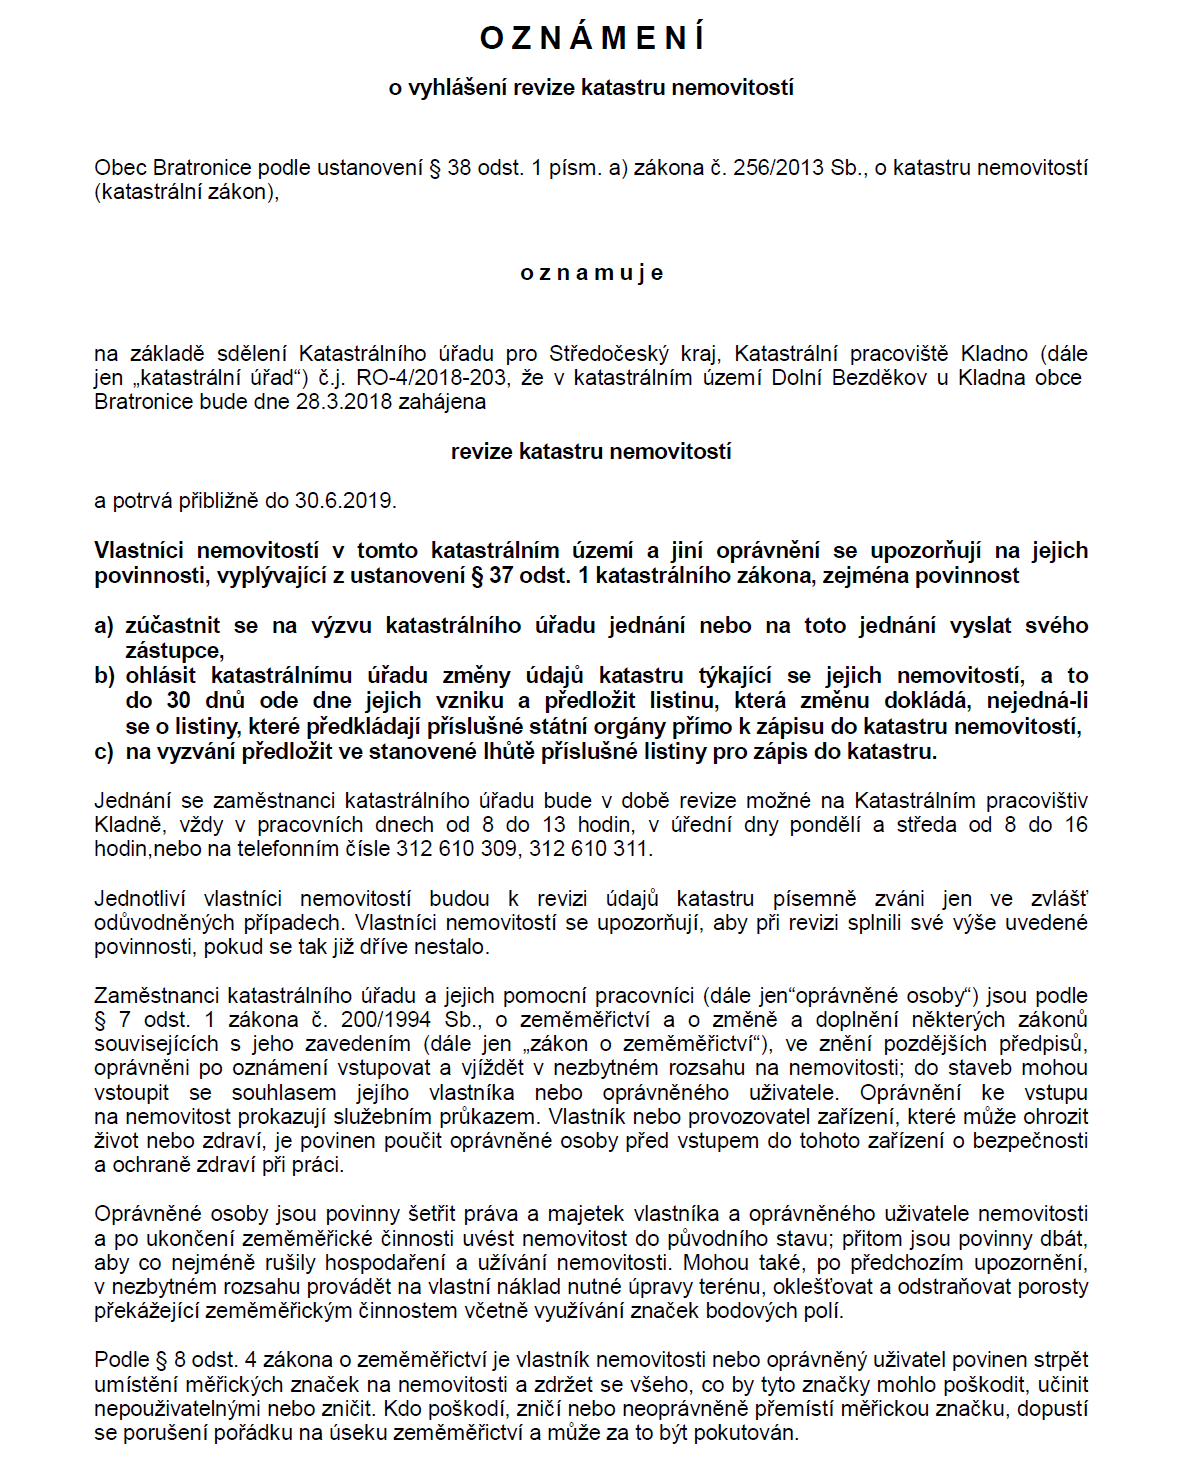 OZNÁMENÍ
o vyhlášení revize katastru nemovitostí
Obec Bratronice podle ustanovení § 38 odst. 1 písm. a) zákona č. 256/2013 Sb., o katastru nemovitostí
(katastrální zákon),
oznamuje
na základě sdělení Katastrálního úřadu pro Středočeský kraj, Katastrální pracoviště Kladno (dále
jen „katastrální úřad“) č.j. RO-4/2018-203, že v katastrálním území Dolní Bezděkov u Kladna obce
Bratronice bude dne 28.3.2018 zahájena
revize katastru nemovitostí
a potrvá přibližně do 30.6.2019.
Vlastníci nemovitostí v tomto katastrálním území a jiní oprávnění se upozorňují na jejich
povinnosti, vyplývající z ustanovení § 37 odst. 1 katastrálního zákona, zejména povinnost
a) zúčastnit se na výzvu katastrálního úřadu jednání nebo na toto jednání vyslat svého
zástupce,
b) ohlásit katastrálnímu úřadu změny údajů katastru týkající se jejich nemovitostí, a to
do 30 dnů ode dne jejich vzniku a předložit listinu, která změnu dokládá, nejedná-li
se o listiny, které předkládají příslušné státní orgány přímo k zápisu do katastru nemovitostí,
c) na vyzvání předložit ve stanovené lhůtě příslušné listiny pro zápis do katastru.
Jednání se zaměstnanci katastrálního úřadu bude v době revize možné na Katastrálním pracovištiv
Kladně, vždy v pracovních dnech od 8 do 13 hodin, v úřední dny pondělí a středa od 8 do 16
hodin,nebo na telefonním čísle 312 610 309, 312 610 311.
Jednotliví vlastníci nemovitostí budou k revizi údajů katastru písemně zváni jen ve zvlášť
odůvodněných případech. Vlastníci nemovitostí se upozorňují, aby při revizi splnili své výše uvedené
povinnosti, pokud se tak již dříve nestalo.
Zaměstnanci katastrálního úřadu a jejich pomocní pracovníci (dále jen“oprávněné osoby“) jsou podle
§ 7 odst. 1 zákona č. 200/1994 Sb., o zeměměřictví a o změně a doplnění některých zákonů
souvisejících s jeho zavedením (dále jen „zákon o zeměměřictví“), ve znění pozdějších předpisů,
oprávněni po oznámení vstupovat a vjíždět v nezbytném rozsahu na nemovitosti; do staveb mohou
vstoupit se souhlasem jejího vlastníka nebo oprávněného uživatele. Oprávnění ke vstupu
na nemovitost prokazují služebním průkazem. Vlastník nebo provozovatel zařízení, které může ohrozit
život nebo zdraví, je povinen poučit oprávněné osoby před vstupem do tohoto zařízení o bezpečnosti
a ochraně zdraví při práci.
Oprávněné osoby jsou povinny šetřit práva a majetek vlastníka a oprávněného uživatele nemovitosti
a po ukončení zeměměřické činnosti uvést nemovitost do původního stavu; přitom jsou povinny dbát,
aby co nejméně rušily hospodaření a užívání nemovitosti. Mohou také, po předchozím upozornění,
v nezbytném rozsahu provádět na vlastní náklad nutné úpravy terénu, oklešťovat a odstraňovat porosty
překážející zeměměřickým činnostem včetně využívání značek bodových polí.
Podle § 8 odst. 4 zákona o zeměměřictví je vlastník nemovitosti nebo oprávněný uživatel povinen strpět
umístění měřických značek na nemovitosti a zdržet se všeho, co by tyto značky mohlo poškodit, učinit
nepouživatelnými nebo zničit. Kdo poškodí, zničí nebo neoprávněně přemístí měřickou značku, dopustí
se porušení pořádku na úseku zeměměřictví a může za to být pokutován.